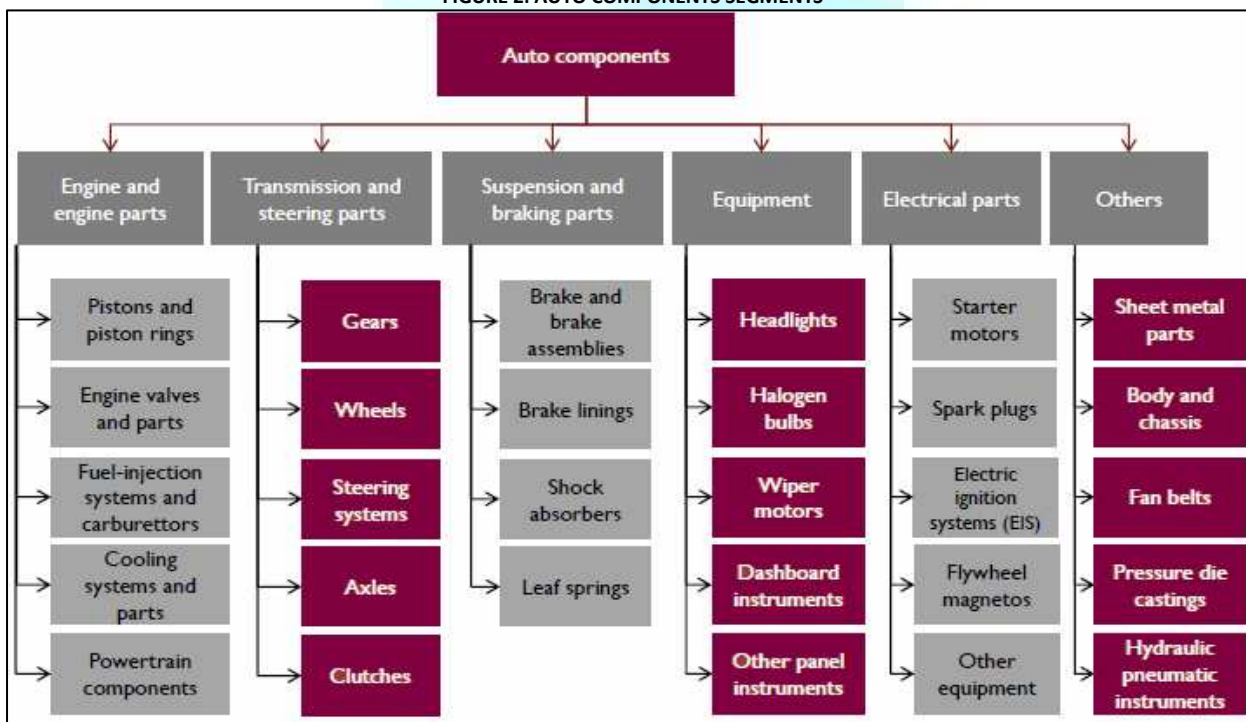 FIGURE 2: AUTO COMPONENTS SEGMENTS
Auto components
Engine and
engine parts
Transmission and
steering parts
Suspension and
braking parts
Equipment
Electrical parts
Others
Pistons and
piston rings
Engine valves
and parts
Fuel-injection
systems and
carburettors
Cooling
systems and
parts
Powertrain
components
Gears
Wheels
Steering
systems
Axles
Clutches
Brake and
brake
assemblies
Brake linings
Shock
absorbers
Leaf springs
Headlights
Halogen
bulbs
Wiper
motors
Dashboard
instruments
Other panel
instruments
Starter
motors
Spark plugs
Electric
ignition
systems (EIS)
Flywheel
magnetos
Other
equipment
Sheet metal
parts
Body and
chassis
Fan belts
Pressure die
castings
Hydraulic
pneumatic
instruments